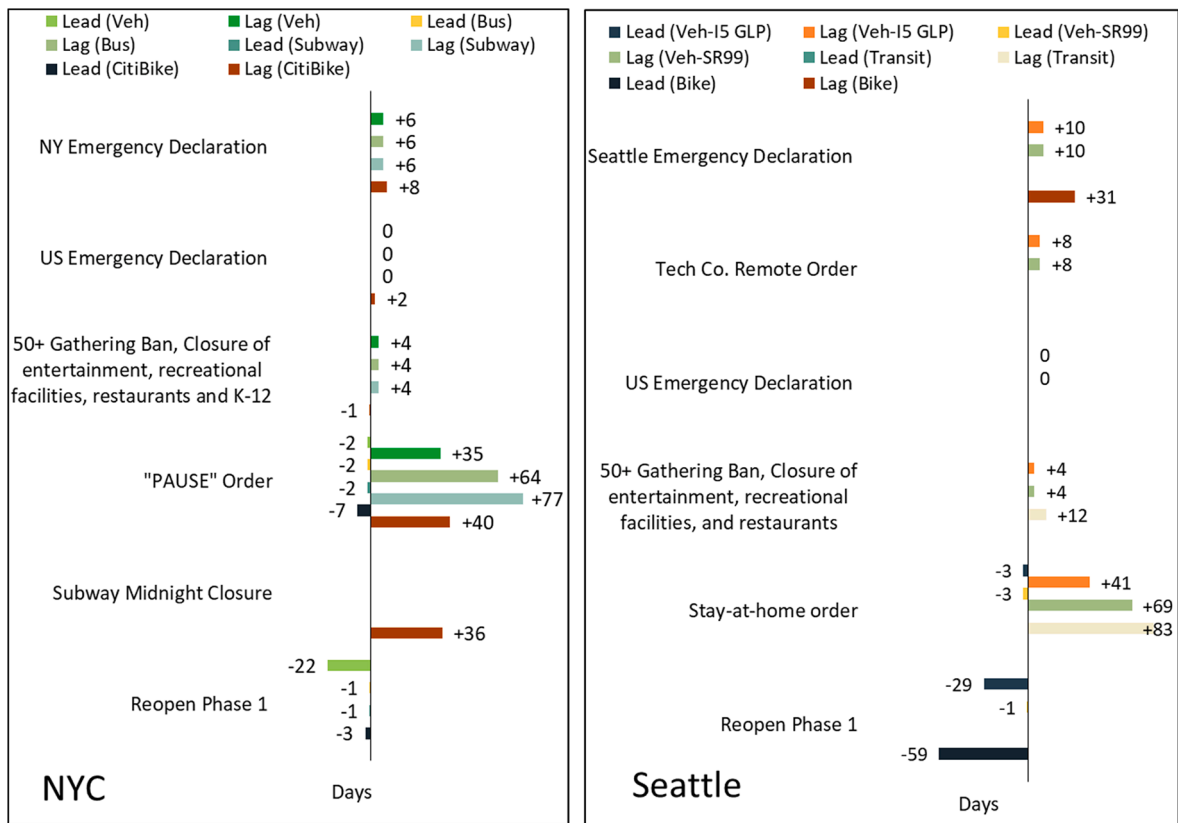 Lead (Veh) Lag (Veh) Lead (Bus)
Lag (Bus) Lead (Subway) Lag (Subway)
Lead (CitiBike) Lag (CitiBike)
NY Emergency Declaration
+6
+6
+6
+8
US Emergency Declaration
0
0
0
+2
50+ Gathering Ban, Closure of
entertainment, recreational
facilities, restaurants and K-12
+4
+4
+4
-1
"PAUSE" Order
-2
+35
-2
+64
-2
+77
-7
+40
Subway Midnight Closure
+36
Reopen Phase 1
-22
-1
-1
-3
NYC
Days
Lead (Veh-I5 GLP) Lag (Veh-I5 GLP) Lead (Veh-SR99)
Lag (Veh-SR99) Lead (Transit) Lag (Transit)
Lead (Bike) Lag (Bike)
Seattle Emergency Declaration
+10
+10
+31
Tech Co. Remote Order
+8
+8
US Emergency Declaration
0
0
50+ Gathering Ban, Closure of
entertainment, recreational
facilities, and restaurants
+4
+4
+12
Stay-at-home order
-3
+41
-3
+69
+83
Reopen Phase 1
-29
-1
-59
Seattle
Days